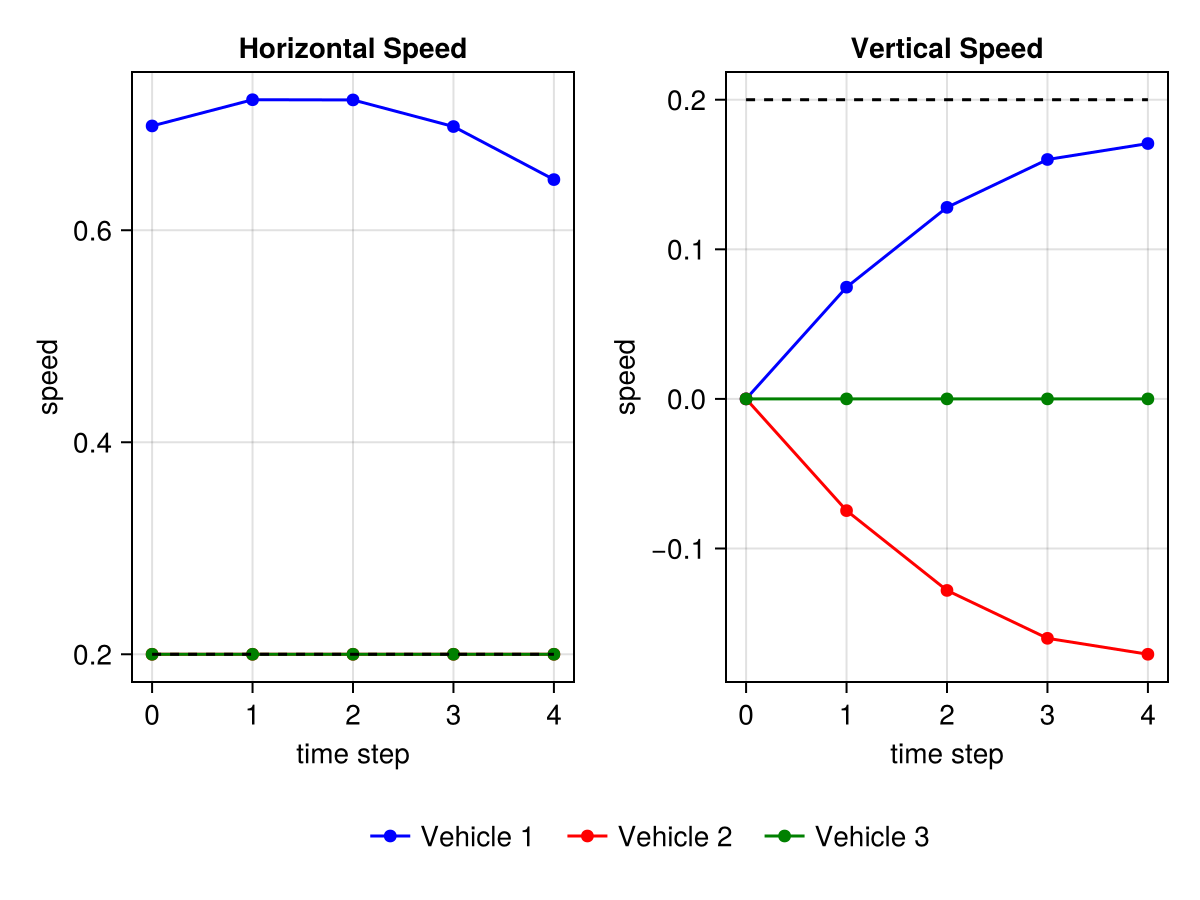 Horizontal Speed
speed
0.6
0.4
0.2
0 1 2 3 4
time step
Vertical Speed
speed
0.2
0.1
0.0
−0.1
0 1 2 3 4
time step
Vehicle 1 Vehicle 2 Vehicle 3